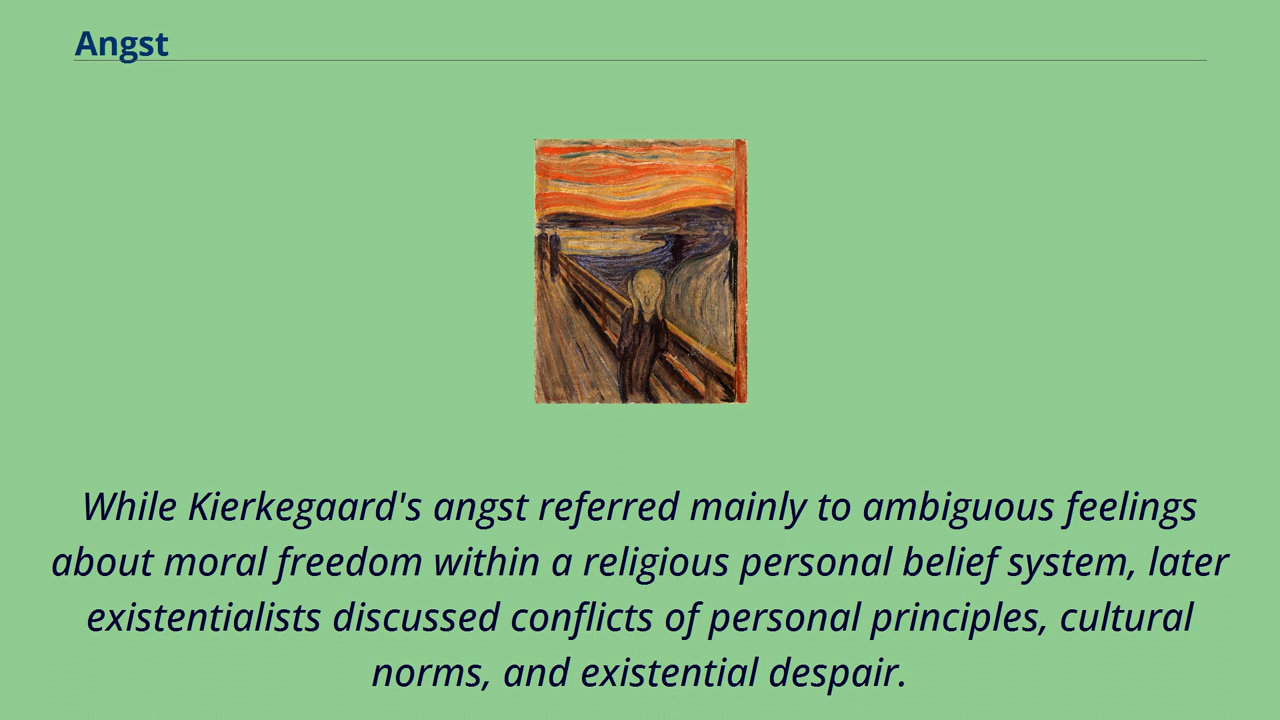 Angst
While Kierkegaard's angst referred mainly to ambiguous feelings
about moral freedom within a religious personal belief system, later
existentialists discussed conflicts of personal principles, cultural
norms, and existential despair.